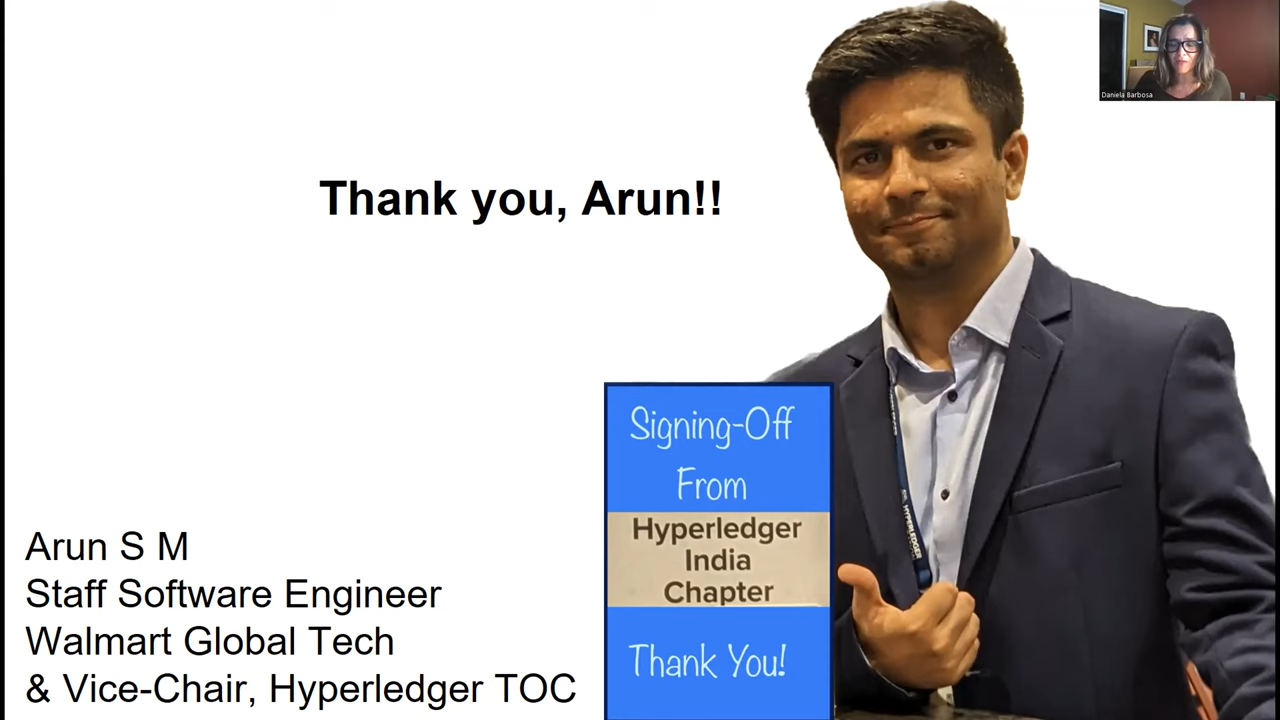 Daniela Barbosa
Thank you, Arun!!
Signing-Off
From
Hyperledger
India
Chapter
Thank You!
HYPERLEDGER
Arun S M
Staff Software Engineer
Walmart Global Tech
& Vice-Chair, Hyperledger TOC